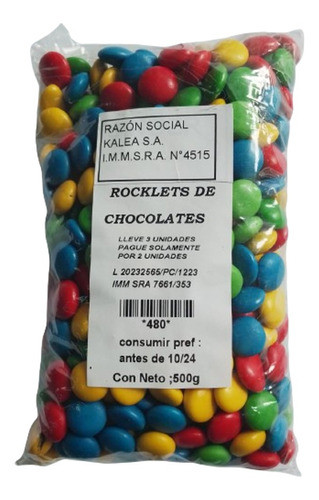 RAZÓN SOCIAL
KALEA S.A.
I.M.M.S.R.A. N°4515
ROCKLETS DE
CHOCOLATES
LLEVE 3 UNIDADES
PAGUE SOLAMENTE
POR 2 UNIDADES
L 20232565/PC/1223
IMM SRA 7661/353
*480*
consumir pref :
antes de 10/24
Con Neto ;500g